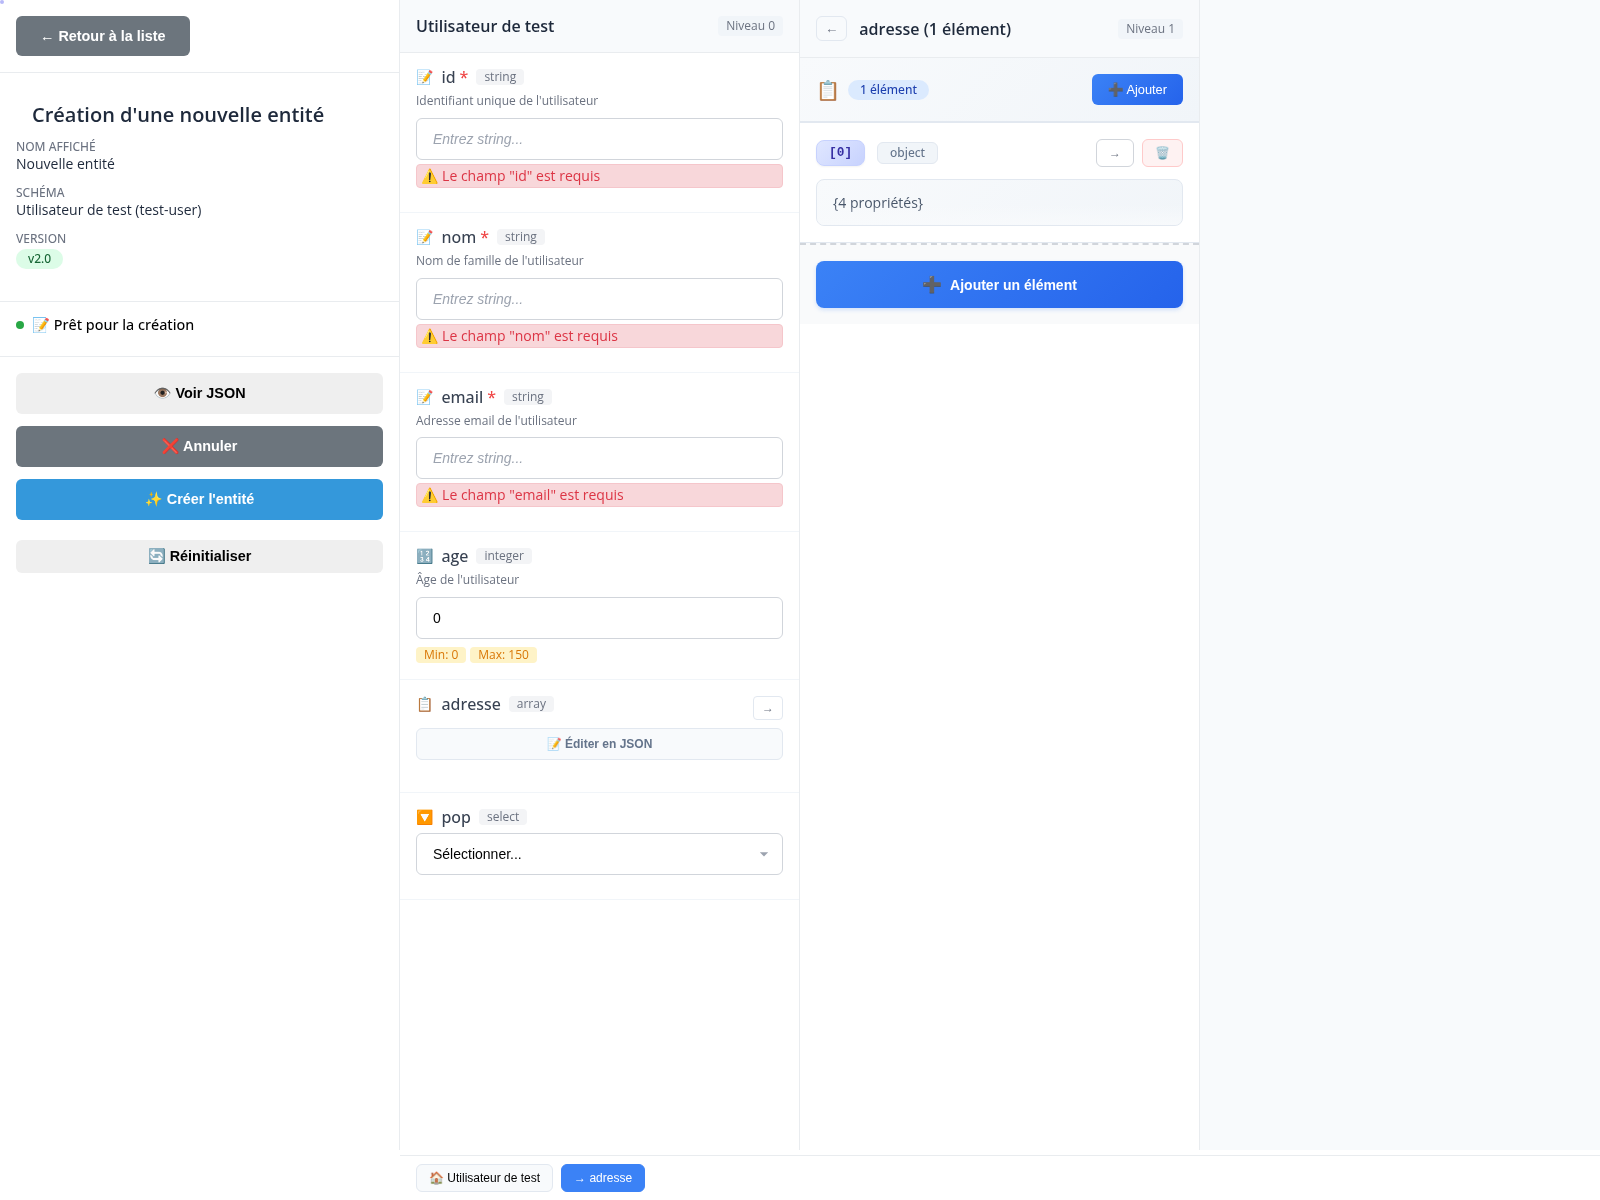 ← Retour à la liste
Création d'une nouvelle entité
NOM AFFICHÉ
Nouvelle entité
SCHÉMA
Utilisateur de test (test-user)
VERSION
v2.0
📝 Prêt pour la création
👁️ Voir JSON
❌ Annuler
✨ Créer l'entité
🔄 Réinitialiser
Utilisateur de test Niveau 0
📝 id * string
Identifiant unique de l'utilisateur
Entrez string...
⚠️ Le champ "id" est requis
📝 nom * string
Nom de famille de l'utilisateur
Entrez string...
⚠️ Le champ "nom" est requis
📝 email * string
Adresse email de l'utilisateur
Entrez string...
⚠️ Le champ "email" est requis
🔢 age integer
Âge de l'utilisateur
0
Min: 0 Max: 150
📋 adresse array →
📝 Éditer en JSON
🔽 pop select
Sélectionner...
← adresse (1 élément) Niveau 1
📋 1 élément ➕ Ajouter
[0] object → 🗑️
{4 propriétés}
➕ Ajouter un élément
🏠 Utilisateur de test → adresse